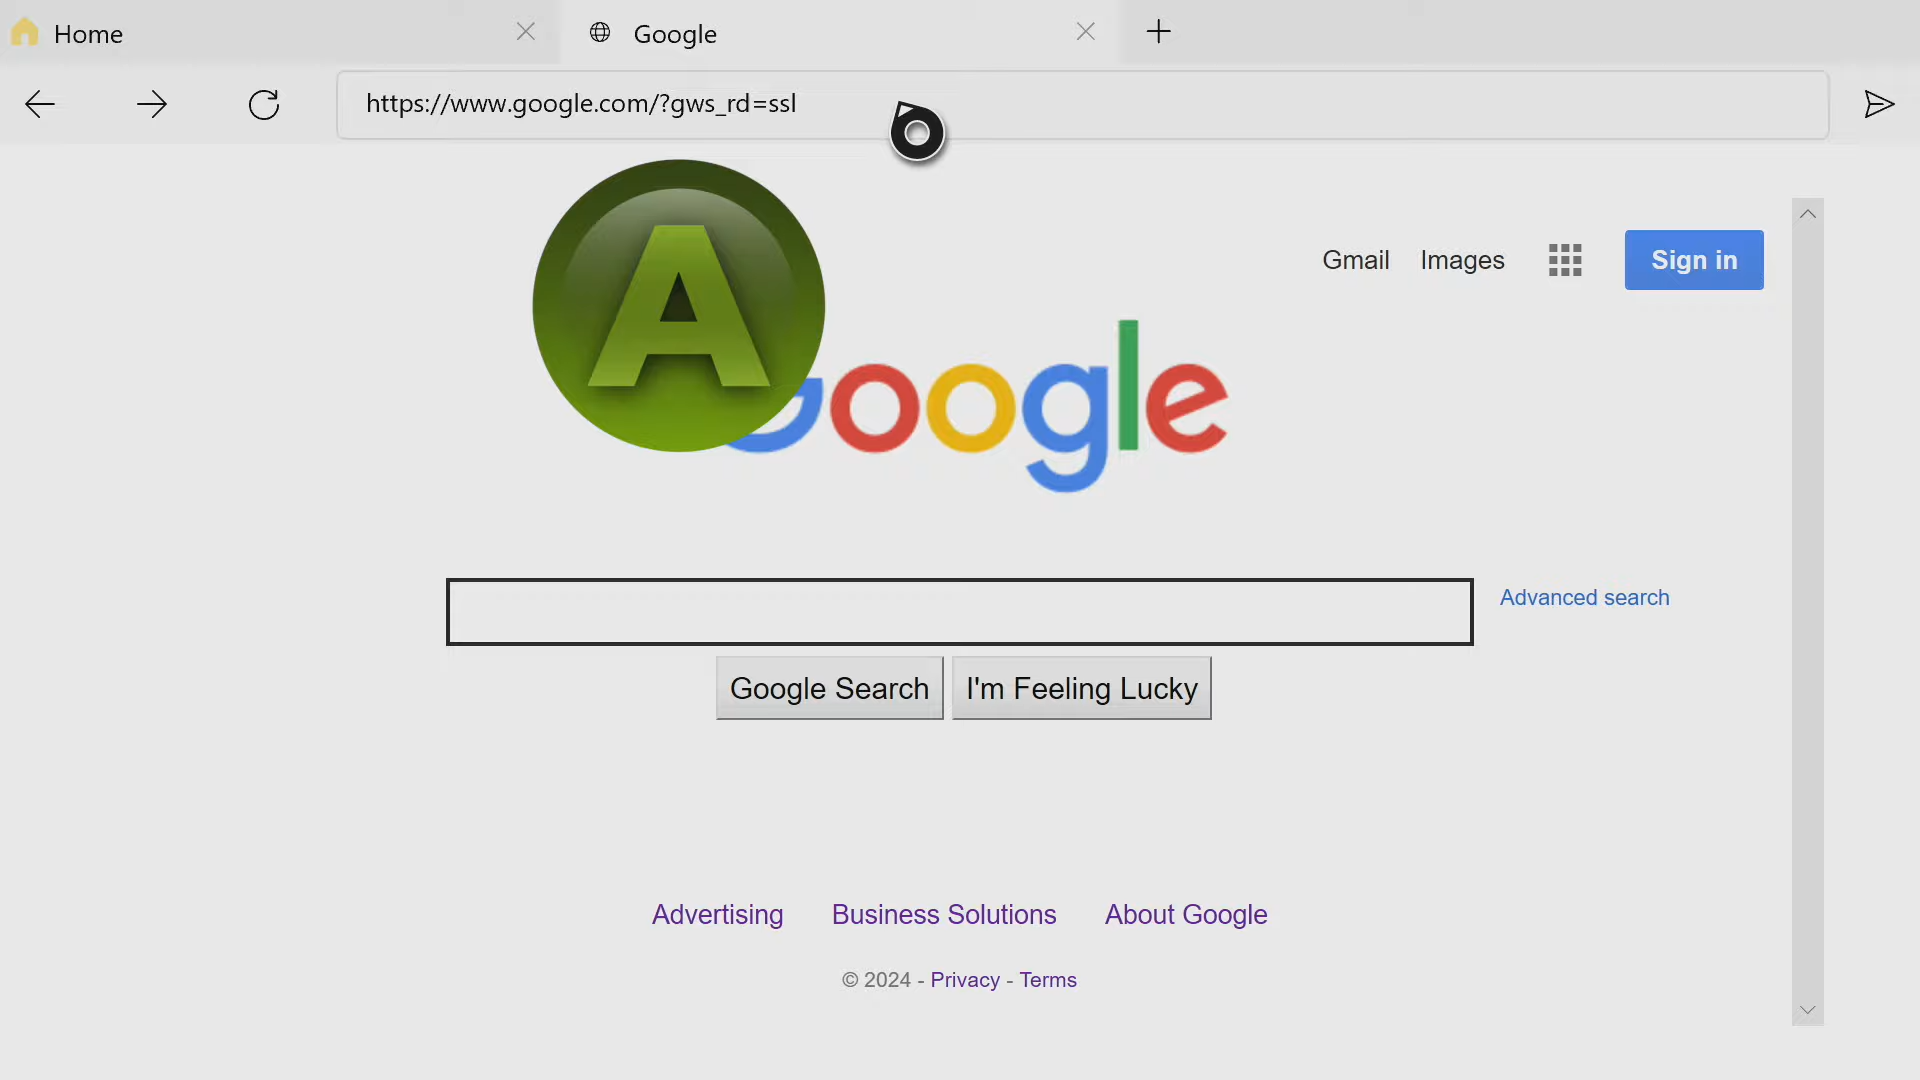 Home
Google
https://www.google.com/?gws_rd=ssl
A
Gmail Images
Sign in
Google
Advanced search
Google Search
I'm Feeling Lucky
Advertising Business Solutions About Google
© 2024 - Privacy - Terms